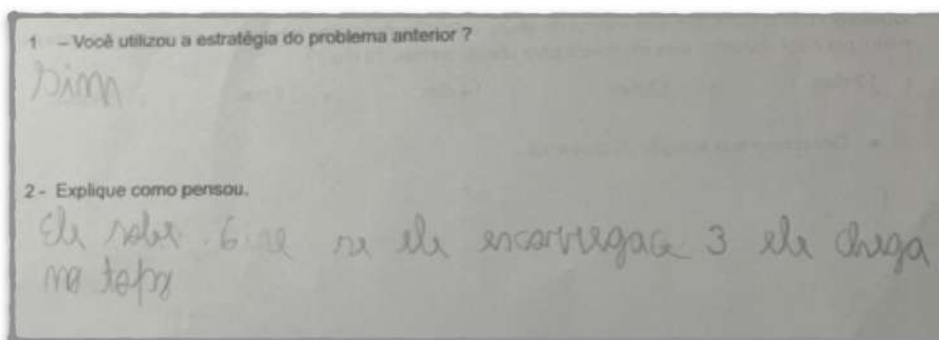 1 – Você utilizou a estratégia do problema anterior ?
sim
2 - Explique como pensou.
Ele sobe 6 e se ele escorregace 3 ele chega
no topo